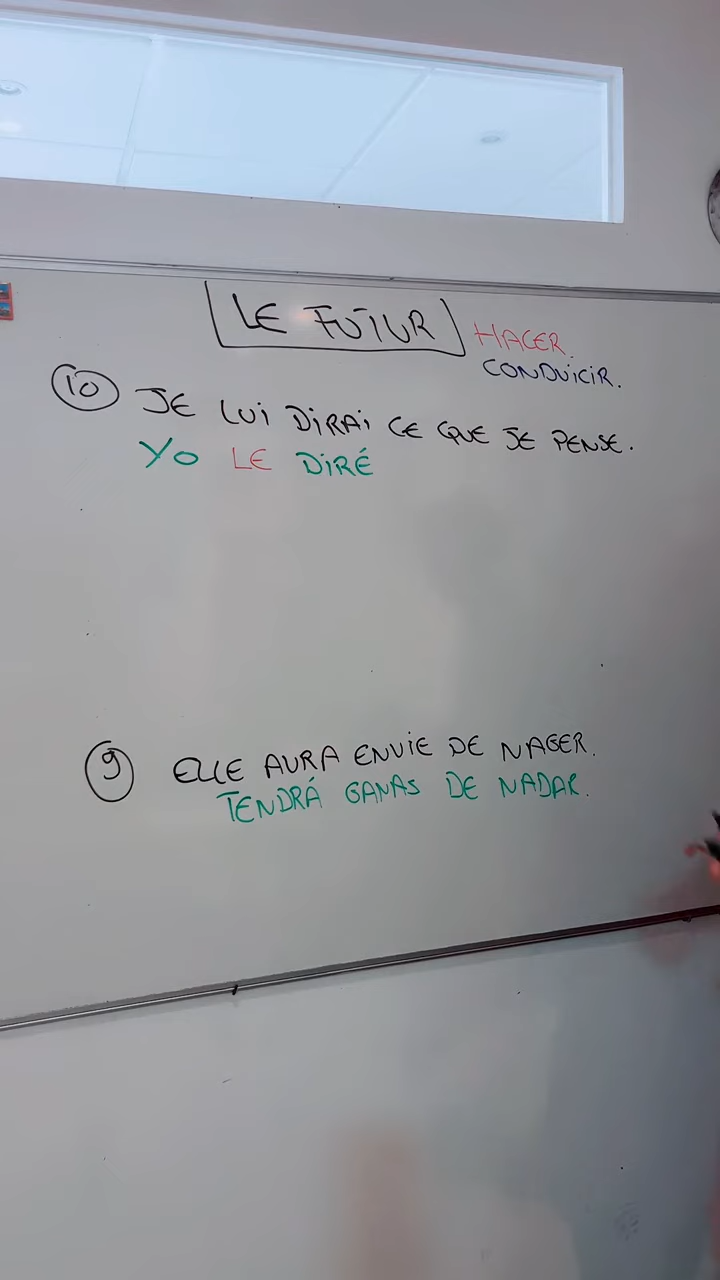 LE FUTUR
HACER.
CONDUICIR.
10 JE LUI DIRAI CE QUE JE PENSE.
YO LE DIRÉ
9 ELLE AURA ENVIE DE NAGER.
TENDRÁ GANAS DE NADAR.